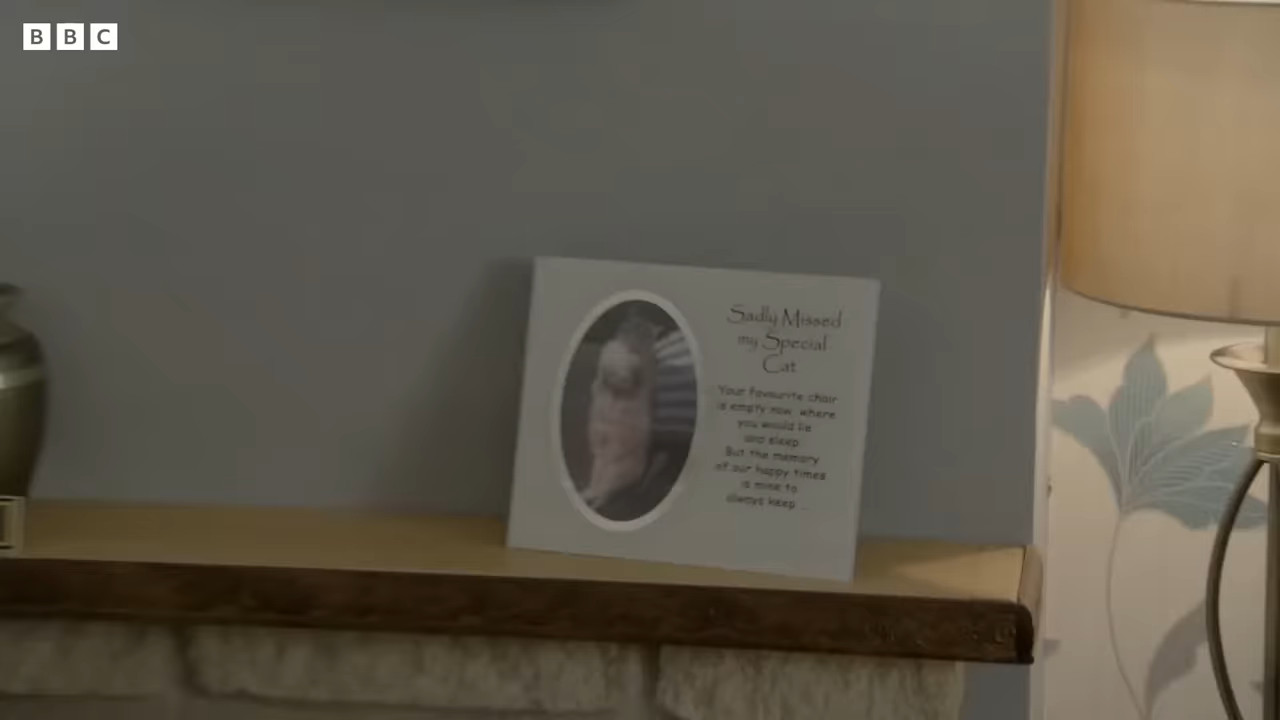 BBC
Sadly Missed
my Special
Cat
Your favourite chair
is empty now where
you would lie
and sleep
But the memory
of our happy times
is mine to
always keep ..